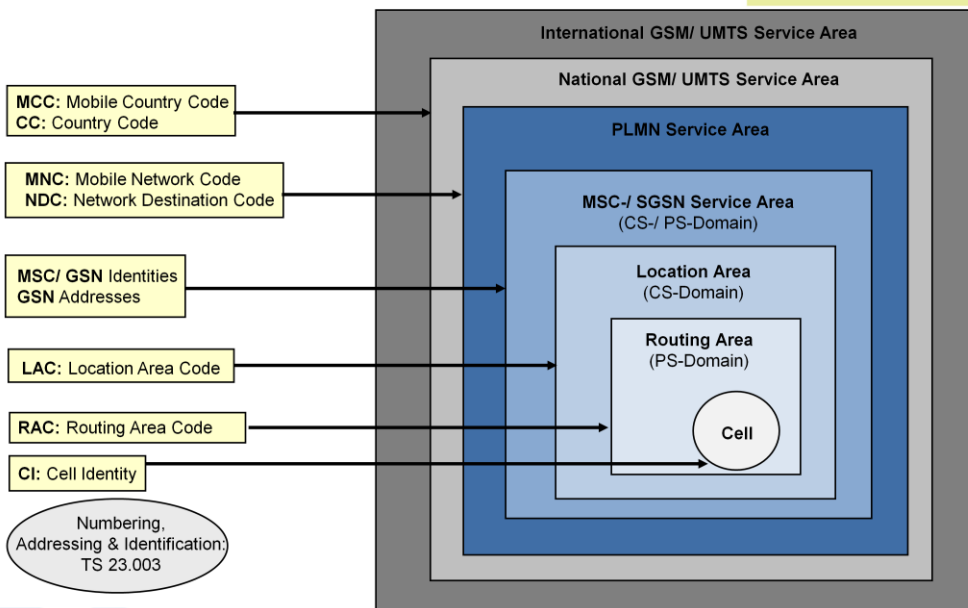 International GSM/ UMTS Service Area
National GSM/ UMTS Service Area
MCC: Mobile Country Code
CC: Country Code
PLMN Service Area
MNC: Mobile Network Code
NDC: Network Destination Code
MSC-/ SGSN Service Area
(CS-/ PS-Domain)
MSC/ GSN Identities
GSN Addresses
Location Area
(CS-Domain)
LAC: Location Area Code
Routing Area
(PS-Domain)
RAC: Routing Area Code
Cell
CI: Cell Identity
Numbering,
Addressing & Identification:
TS 23.003